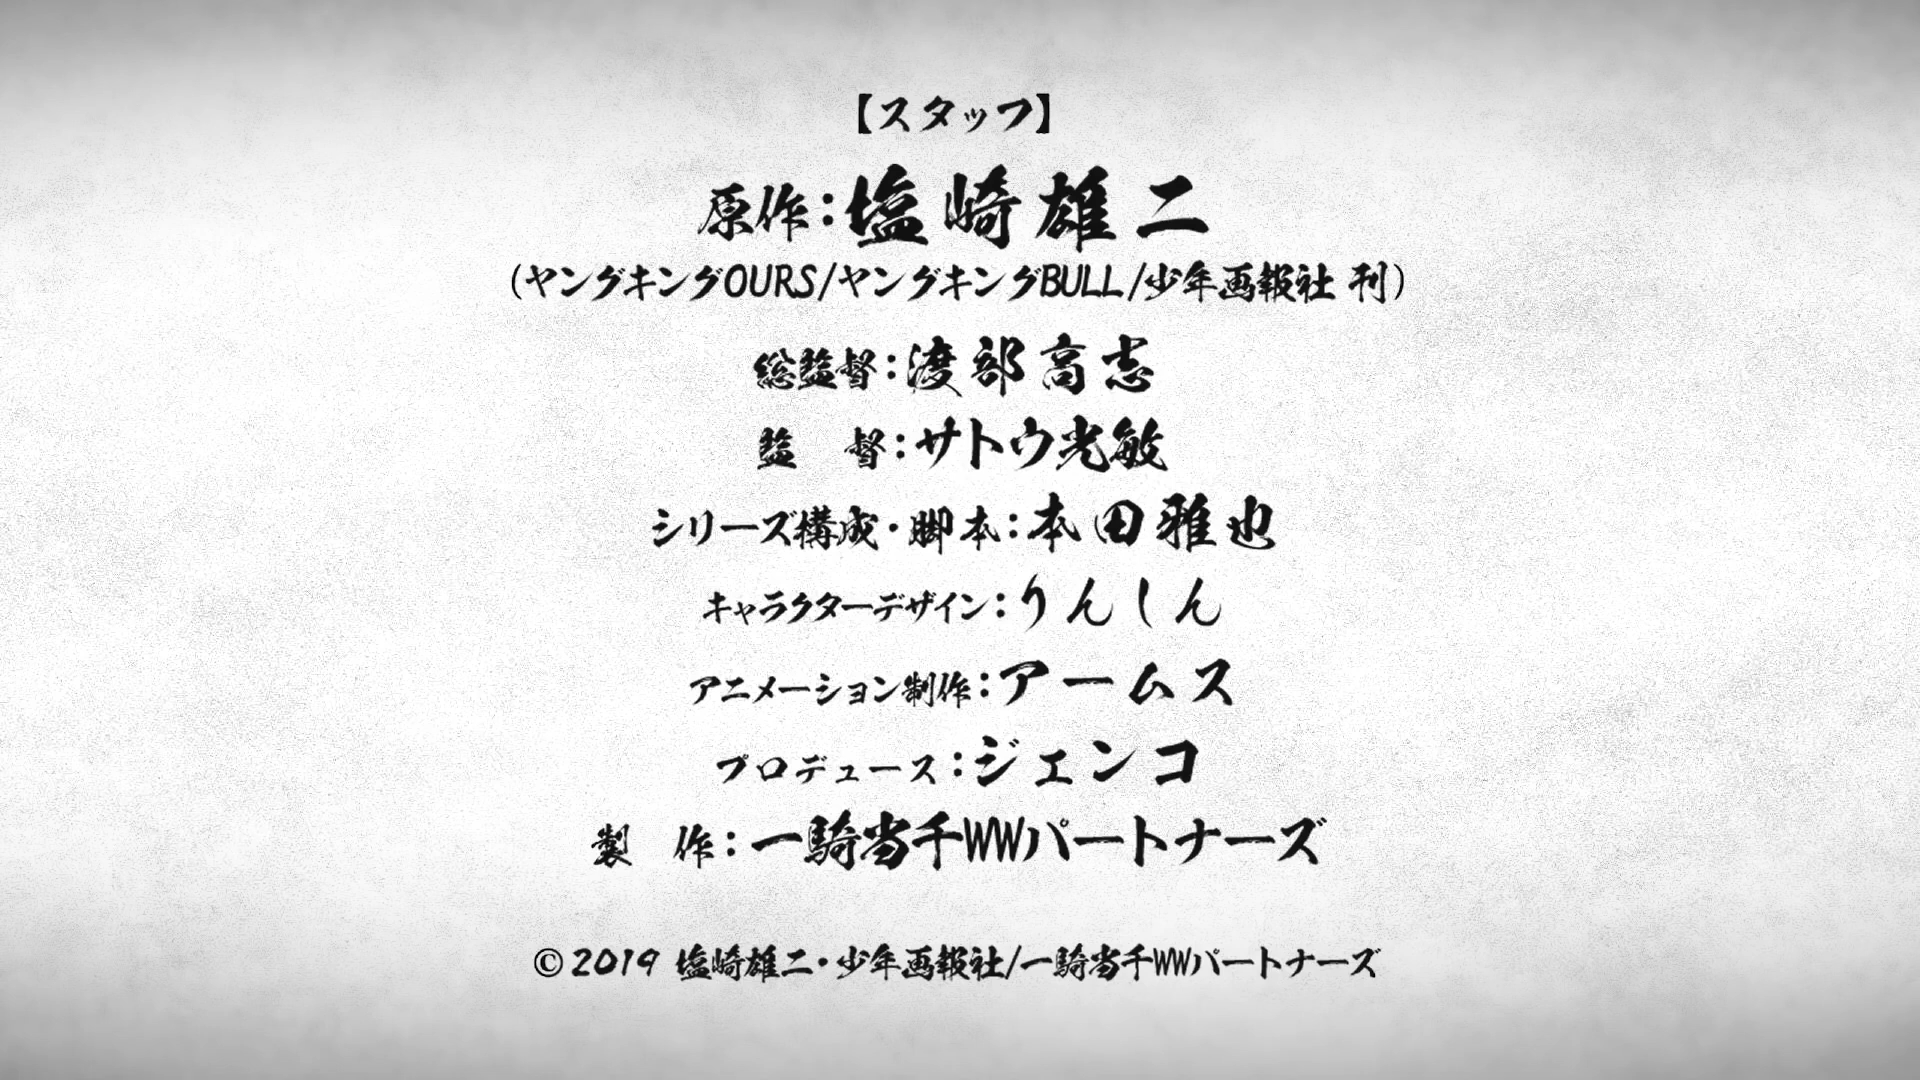 【スタッフ】
原作：塩崎雄二
(ヤングキングOURS/ヤングキングBULL/少年画報社 刊)
総監督：渡部高志
監　督：サトウ光敏
シリーズ構成・脚本：本田雅也
キャラクターデザイン：りんしん
アニメーション制作：アームス
プロデュース：ジェンコ
製　作：一騎当千WWパートナーズ
©2019 塩崎雄二・少年画報社/一騎当千WWパートナーズ